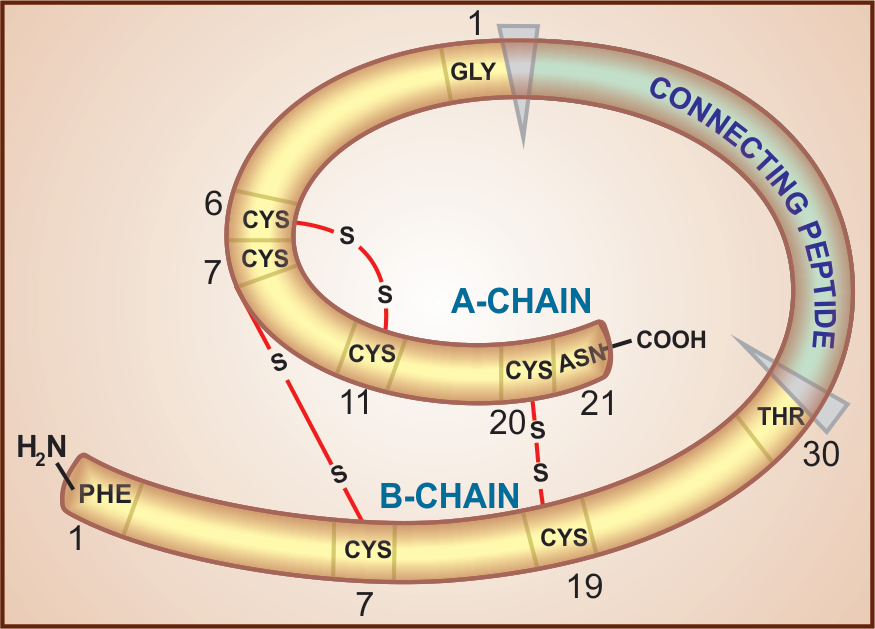 1
GLY
CONNECTING PEPTIDE
6
CYS
S
CYS
7
S
A-CHAIN
COOH
CYS
S
CYS
ASN
11
20
21
THR
30
S
H₂N
S
S
B-CHAIN
PHE
1
CYS
CYS
7
19